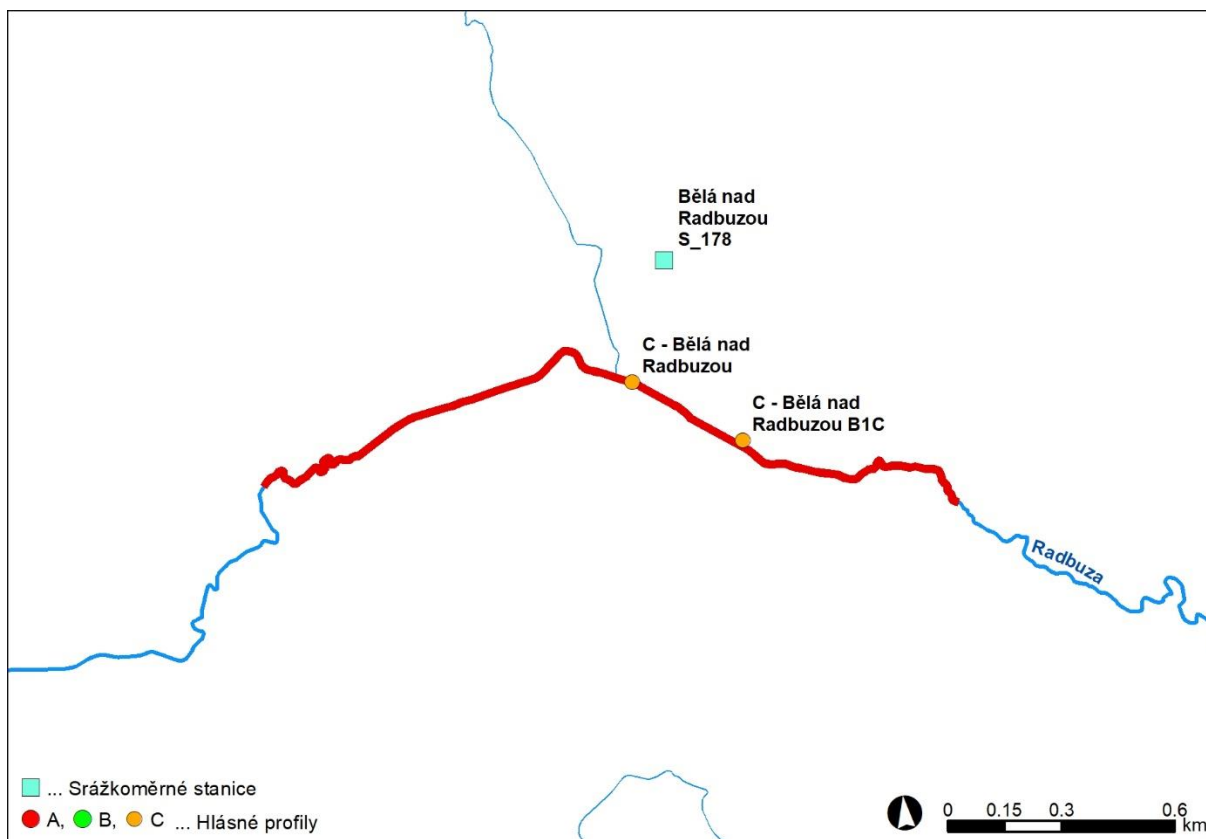 Bělá nad
Radbuzou
S_178
C - Bělá nad
Radbuzou
C - Bělá nad
Radbuzou B1C
Radbuza
... Srážkoměrné stanice
A, B, C ... Hlásné profily
0 0.15 0.3 0.6
km